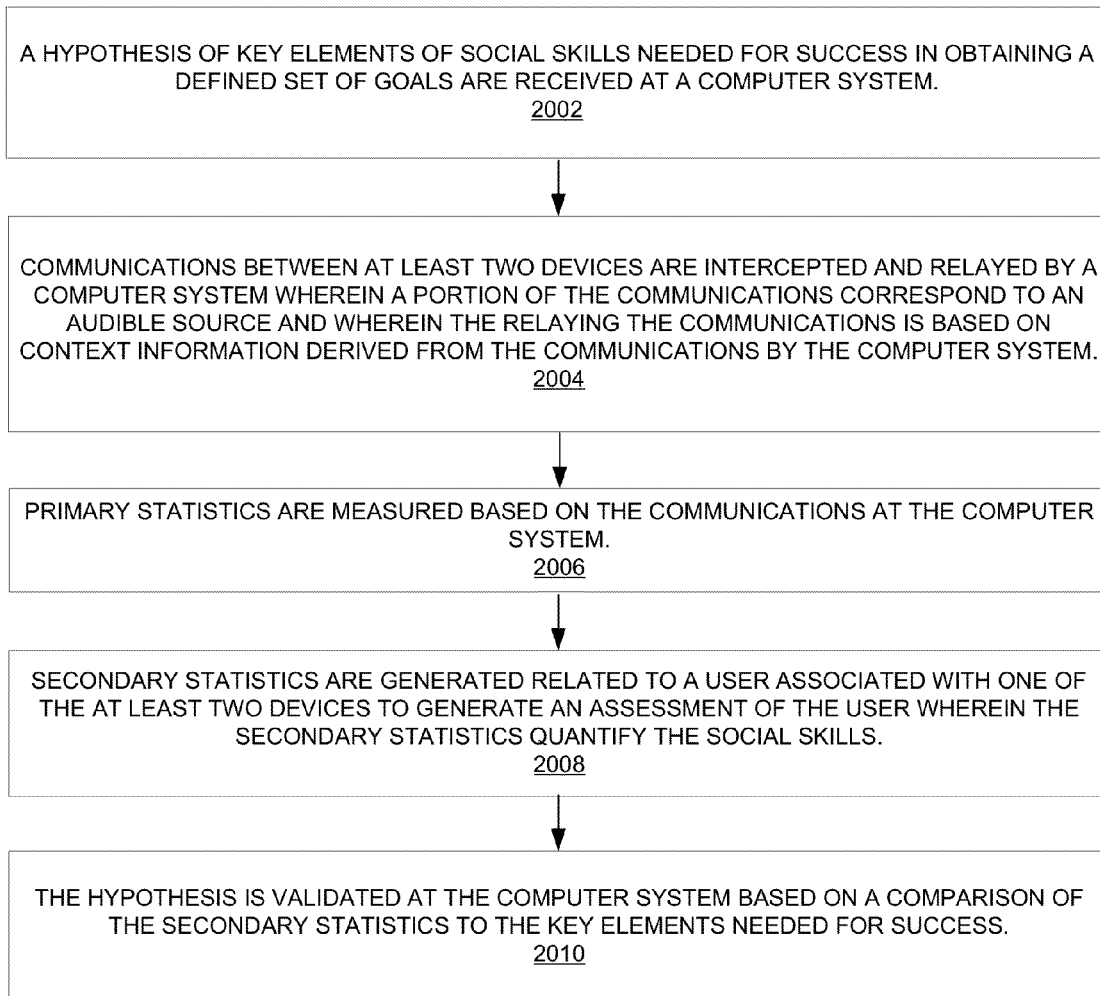 A HYPOTHESIS OF KEY ELEMENTS OF SOCIAL SKILLS NEEDED FOR SUCCESS IN OBTAINING A
DEFINED SET OF GOALS ARE RECEIVED AT A COMPUTER SYSTEM.
2002
COMMUNICATIONS BETWEEN AT LEAST TWO DEVICES ARE INTERCEPTED AND RELAYED BY A
COMPUTER SYSTEM WHEREIN A PORTION OF THE COMMUNICATIONS CORRESPOND TO AN
AUDIBLE SOURCE AND WHEREIN THE RELAYING THE COMMUNICATIONS IS BASED ON
CONTEXT INFORMATION DERIVED FROM THE COMMUNICATIONS BY THE COMPUTER SYSTEM.
2004
PRIMARY STATISTICS ARE MEASURED BASED ON THE COMMUNICATIONS AT THE COMPUTER
SYSTEM.
2006
SECONDARY STATISTICS ARE GENERATED RELATED TO A USER ASSOCIATED WITH ONE OF
THE AT LEAST TWO DEVICES TO GENERATE AN ASSESSMENT OF THE USER WHEREIN THE
SECONDARY STATISTICS QUANTIFY THE SOCIAL SKILLS.
2008
THE HYPOTHESIS IS VALIDATED AT THE COMPUTER SYSTEM BASED ON A COMPARISON OF
THE SECONDARY STATISTICS TO THE KEY ELEMENTS NEEDED FOR SUCCESS.
2010